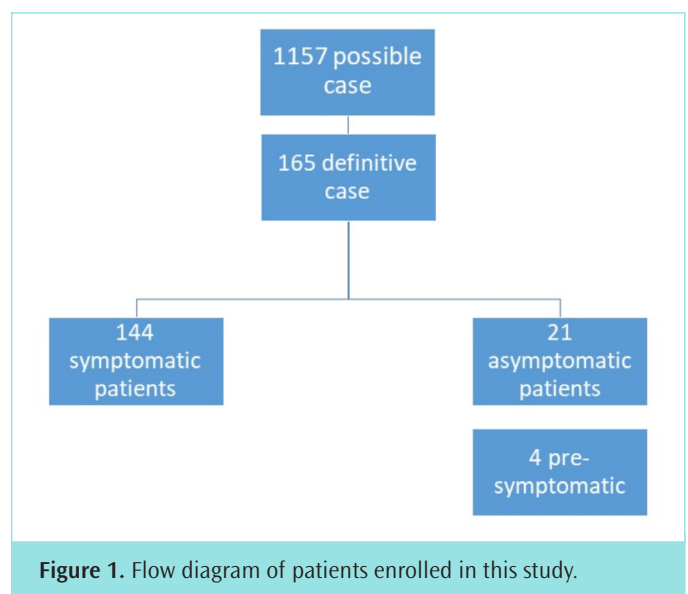 1157 possible
case
165 definitive
case
144
symptomatic
patients
21
asymptomatic
patients
4 pre-
symptomatic
Figure 1. Flow diagram of patients enrolled in this study.